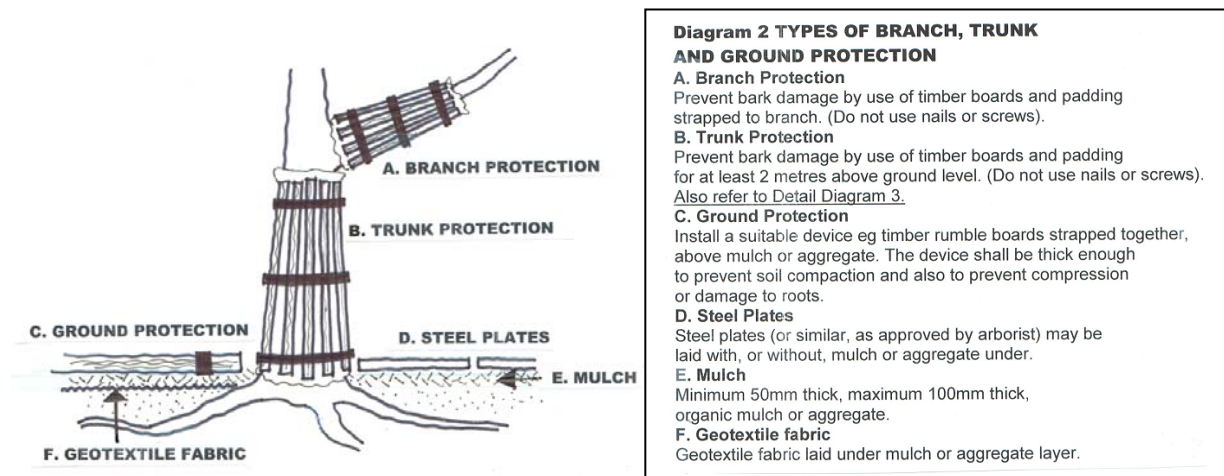 A. BRANCH PROTECTION
B. TRUNK PROTECTION
C. GROUND PROTECTION
D. STEEL PLATES
E. MULCH
F. GEOTEXTILE FABRIC
Diagram 2 TYPES OF BRANCH, TRUNK
AND GROUND PROTECTION
A. Branch Protection
Prevent bark damage by use of timber boards and padding
strapped to branch. (Do not use nails or screws).
B. Trunk Protection
Prevent bark damage by use of timber boards and padding
for at least 2 metres above ground level. (Do not use nails or screws).
Also refer to Detail Diagram 3.
C. Ground Protection
Install a suitable device eg timber rumble boards strapped together,
above mulch or aggregate. The device shall be thick enough
to prevent soil compaction and also to prevent compression
or damage to roots.
D. Steel Plates
Steel plates (or similar, as approved by arborist) may be
laid with, or without, mulch or aggregate under.
E. Mulch
Minimum 50mm thick, maximum 100mm thick,
organic mulch or aggregate.
F. Geotextile fabric
Geotextile fabric laid under mulch or aggregate layer.